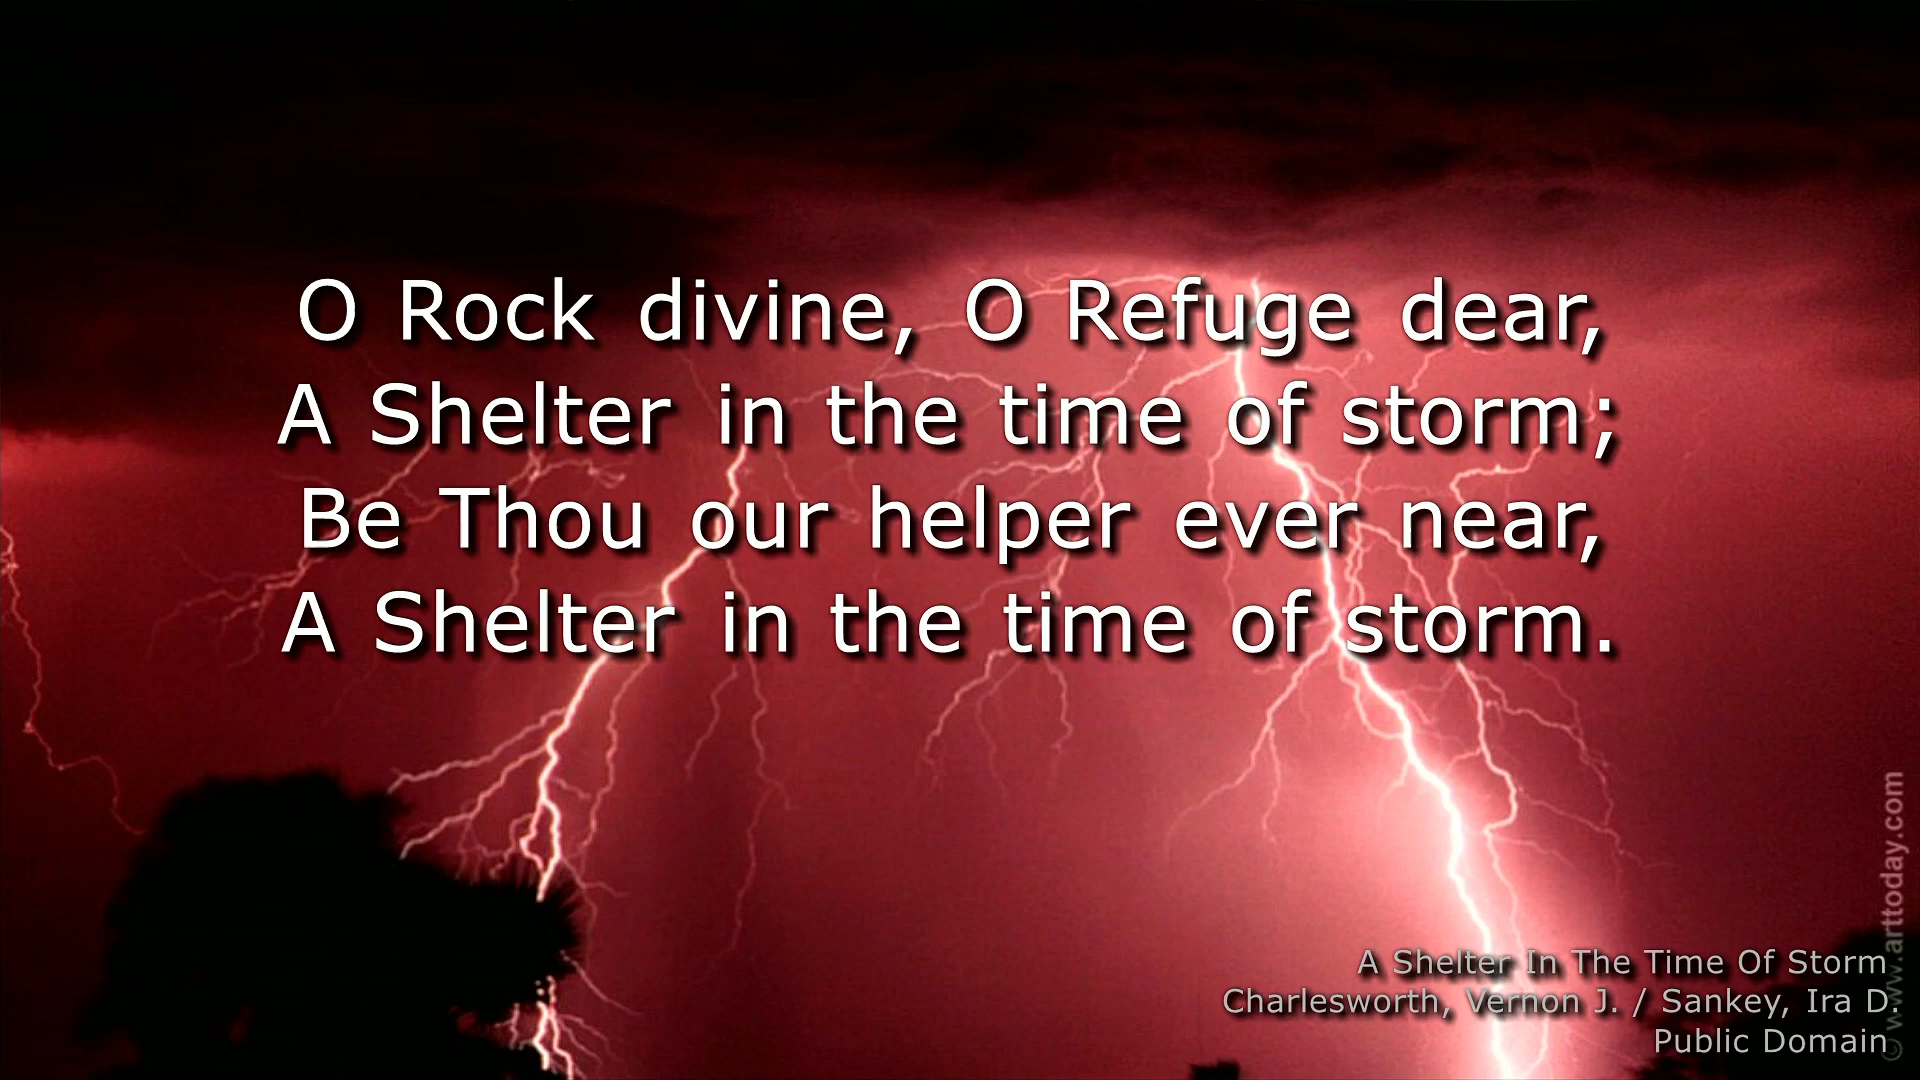 O Rock divine, O Refuge dear,
A Shelter in the time of storm;
Be Thou our helper ever near,
A Shelter in the time of storm.
A Shelter In The Time Of Storm
Charlesworth, Vernon J. / Sankey, Ira D.
Public Domain
© www.arttoday.com